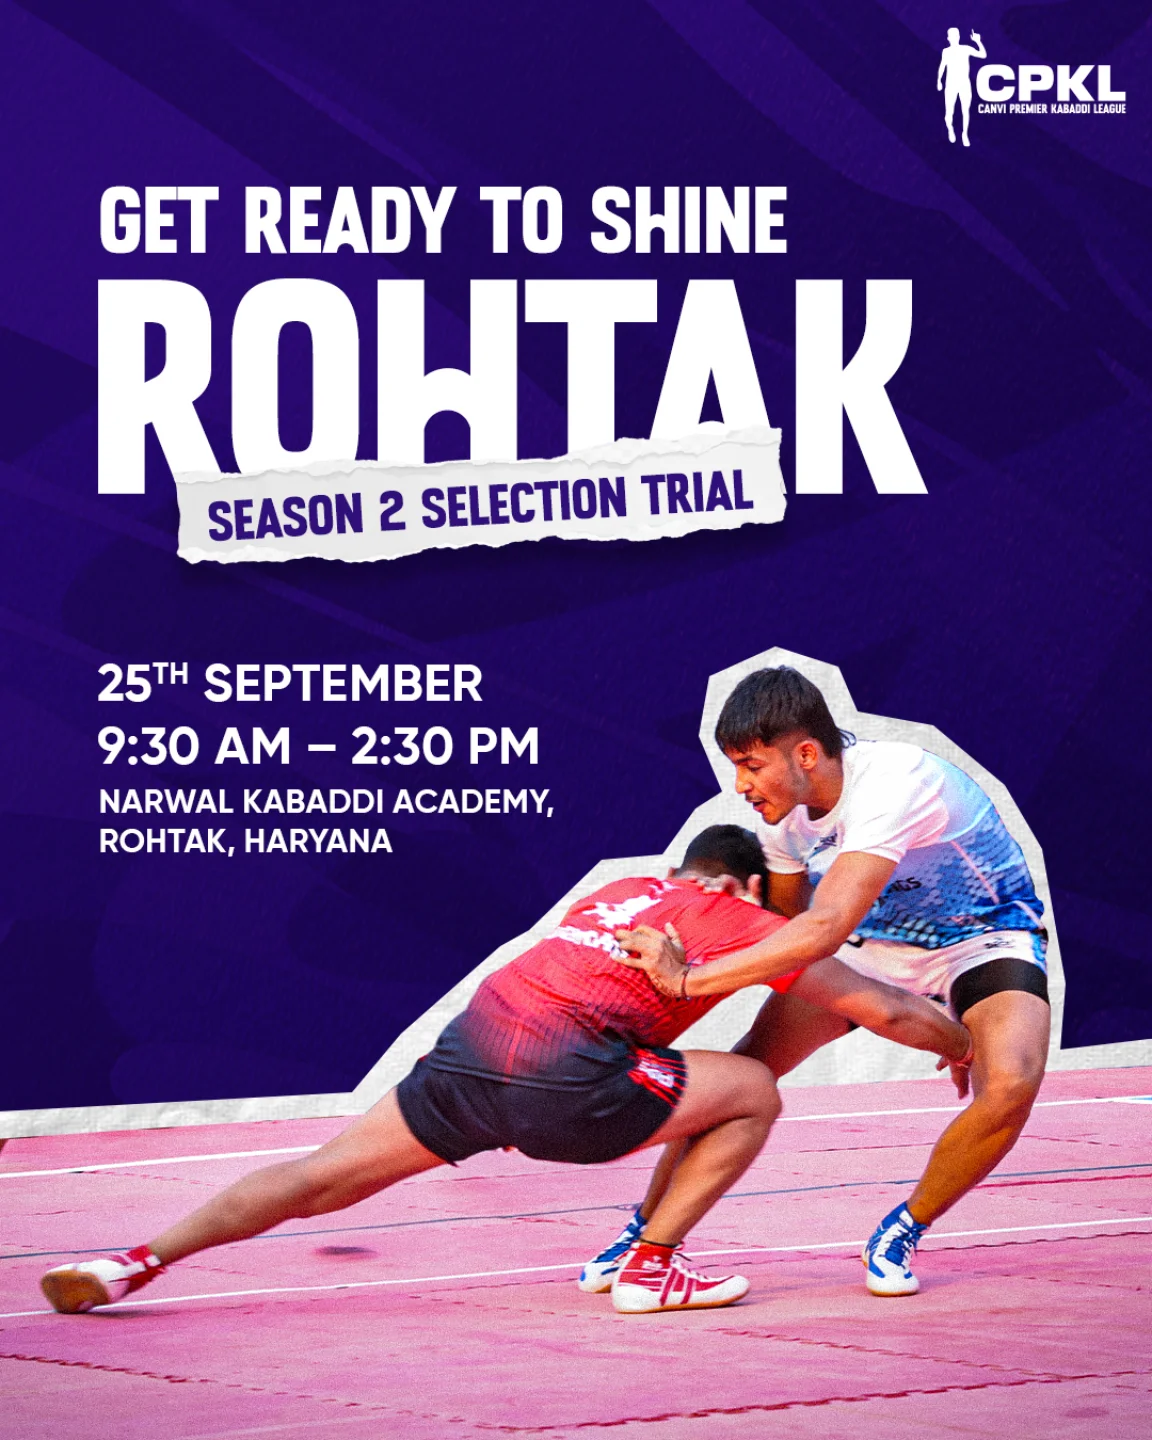 CPKL
CANVI PREMIER KABADDI LEAGUE
GET READY TO SHINE
ROHTAK
SEASON 2 SELECTION TRIAL
25TH SEPTEMBER
9:30 AM – 2:30 PM
NARWAL KABADDI ACADEMY,
ROHTAK, HARYANA